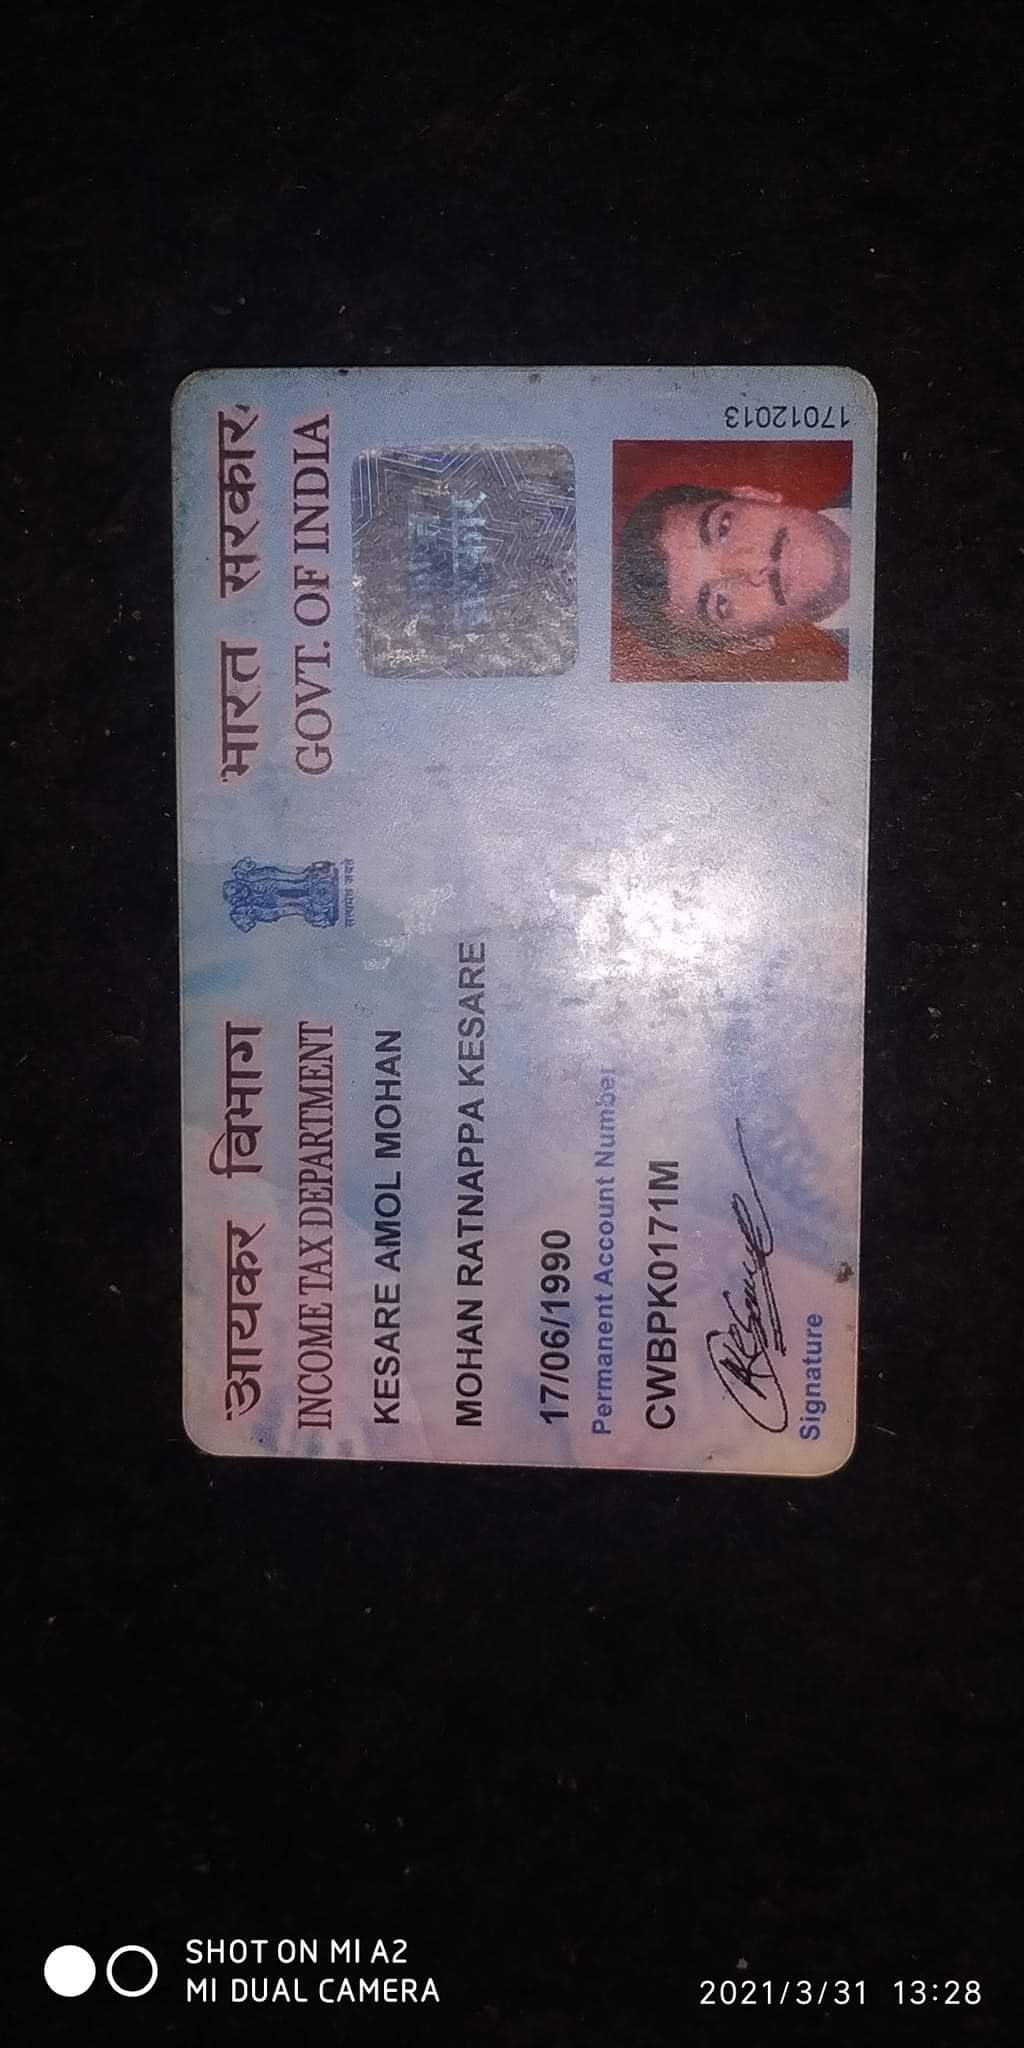 आयकर विभाग
INCOME TAX DEPARTMENT
भारत सरकार
GOVT. OF INDIA
सत्यमेव जयते
KESARE AMOL MOHAN
MOHAN RATNAPPA KESARE
17/06/1990
Permanent Account Number
CWBPK0171M
Signature
17012013
SHOT ON MI A2
MI DUAL CAMERA
2021/3/31 13:28